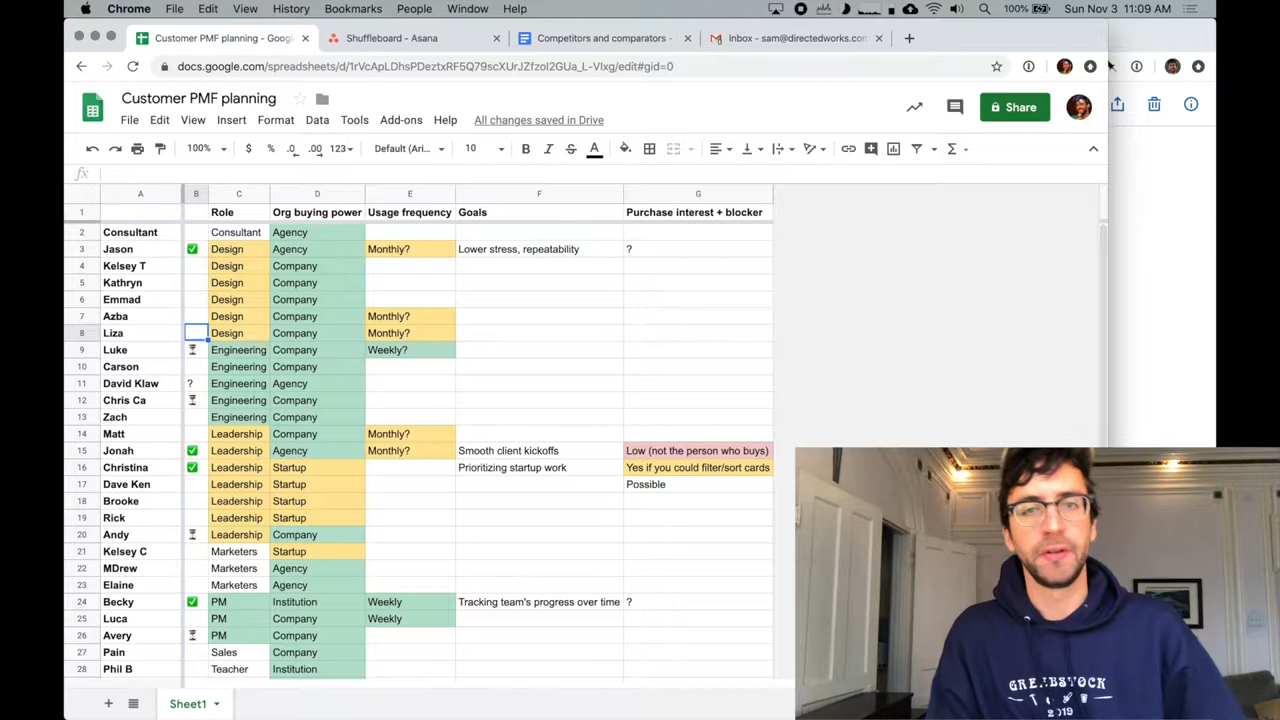 Chrome File Edit View History Bookmarks People Window Help 100% Sun Nov 3 11:09 AM
Customer PMF planning - Goog Shuffleboard - Asana Competitors and comparators - Inbox - sam@directedworks.com
docs.google.com/spreadsheets/d/1rVcApLDhsPDeztxRF5Q79scXUrJZfzoI2GUa_L-VIxg/edit#gid=0
Customer PMF planning
File Edit View Insert Format Data Tools Add-ons Help All changes saved in Drive
Share
100% $ % .0 .00 123 Default (Ari... 10 B I S A Σ
fx
A B C D E F G
1 Role Org buying power Usage frequency Goals Purchase interest + blocker
2 Consultant Consultant Agency
3 Jason ✅ Design Agency Monthly? Lower stress, repeatability ?
4 Kelsey T Design Company
5 Kathryn Design Company
6 Emmad Design Company
7 Azba Design Company Monthly?
8 Liza Design Company Monthly?
9 Luke ⏳ Engineering Company Weekly?
10 Carson Engineering Company
11 David Klaw ? Engineering Agency
12 Chris Ca ⏳ Engineering Company
13 Zach Engineering Company
14 Matt Leadership Company Monthly?
15 Jonah ✅ Leadership Agency Monthly? Smooth client kickoffs Low (not the person who buys)
16 Christina ✅ Leadership Startup Prioritizing startup work Yes if you could filter/sort cards
17 Dave Ken Leadership Startup Possible
18 Brooke Leadership Startup
19 Rick Leadership Startup
20 Andy ⏳ Leadership Company
21 Kelsey C Marketers Startup
22 MDrew Marketers Agency
23 Elaine Marketers Agency
24 Becky ✅ PM Institution Weekly Tracking team's progress over time ?
25 Luca PM Company Weekly
26 Avery ⏳ PM Company
27 Pain Sales Company
28 Phil B Teacher Institution
Sheet1
2019